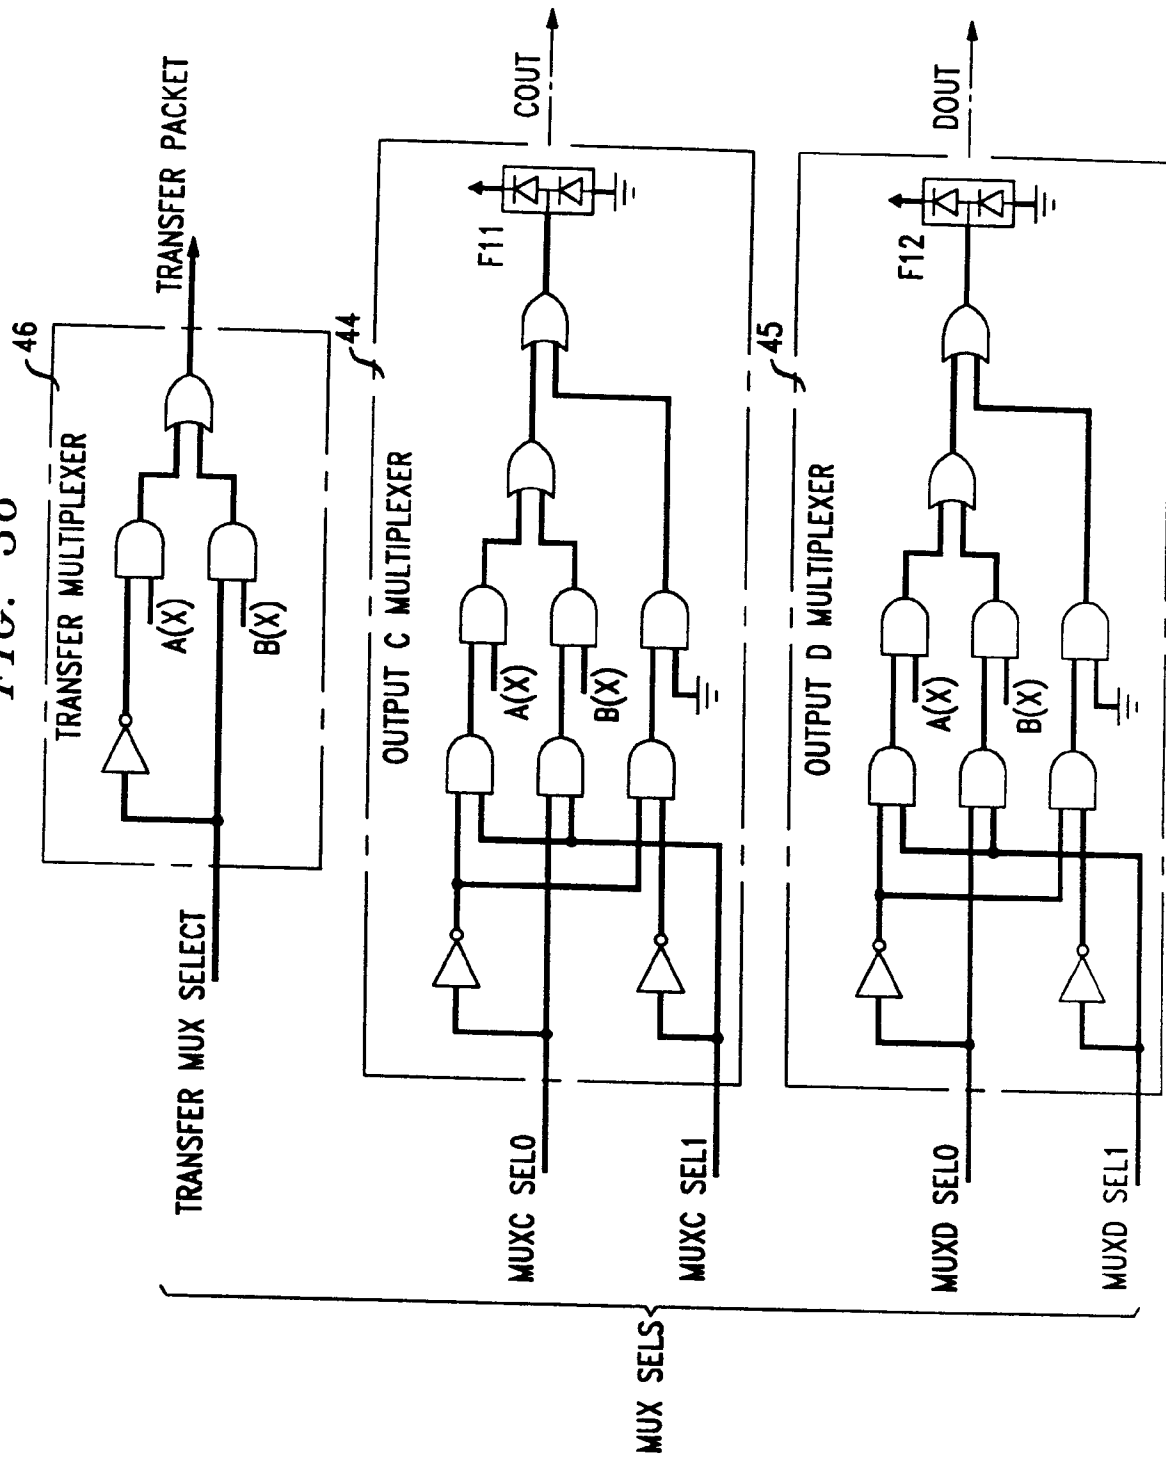 TRANSFER MULTIPLEXER
46
TRANSFER PACKET
TRANSFER MUX SELECT
A(X)
B(X)
OUTPUT C MULTIPLEXER
44
COUT
F11
MUXC SEL0
MUXC SEL1
A(X)
B(X)
OUTPUT D MULTIPLEXER
45
DOUT
F12
MUXD SEL0
MUXD SEL1
A(X)
B(X)
MUX SELS